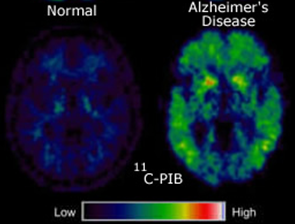 Normal
Alzheimer's
Disease
11
C-PIB
Low High